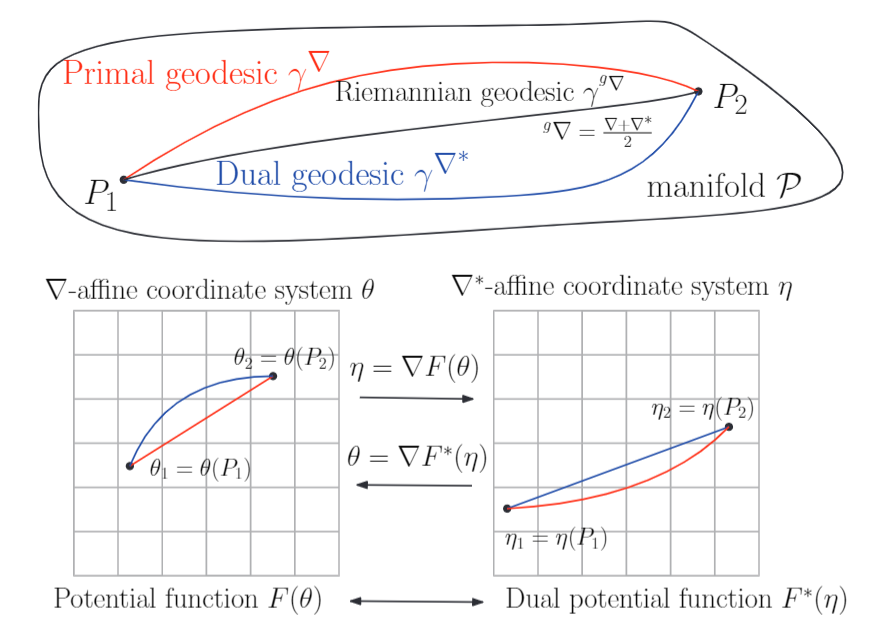 Primal geodesic γ^∇
Riemannian geodesic γ^{g∇}
P₂
^g∇ = (∇+∇*)/2
Dual geodesic γ^{∇*}
P₁
manifold 𝒫
∇-affine coordinate system θ
∇*-affine coordinate system η
θ₂ = θ(P₂)
η = ∇F(θ)
η₂ = η(P₂)
θ₁ = θ(P₁)
θ = ∇F*(η)
η₁ = η(P₁)
Potential function F(θ)
Dual potential function F*(η)